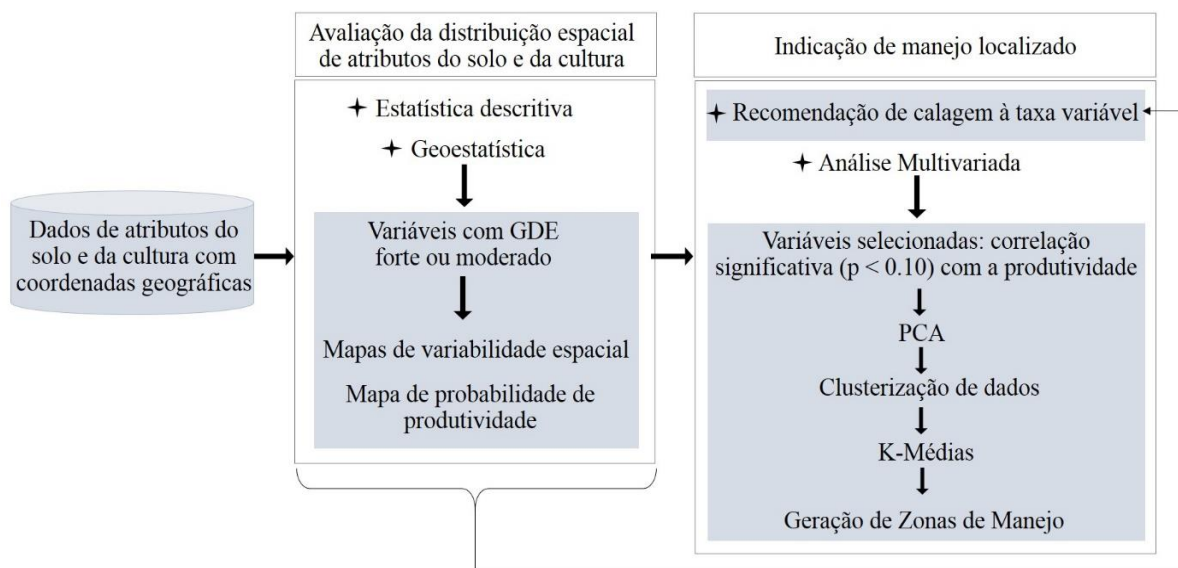 Dados de atributos do
solo e da cultura com
coordenadas geográficas
Avaliação da distribuição espacial
de atributos do solo e da cultura
Estatística descritiva
Geoestatística
Variáveis com GDE
forte ou moderado
Mapas de variabilidade espacial
Mapa de probabilidade de
produtividade
Indicação de manejo localizado
Recomendação de calagem à taxa variável
Análise Multivariada
Variáveis selecionadas: correlação
significativa (p < 0.10) com a produtividade
PCA
Clusterização de dados
K-Médias
Geração de Zonas de Manejo